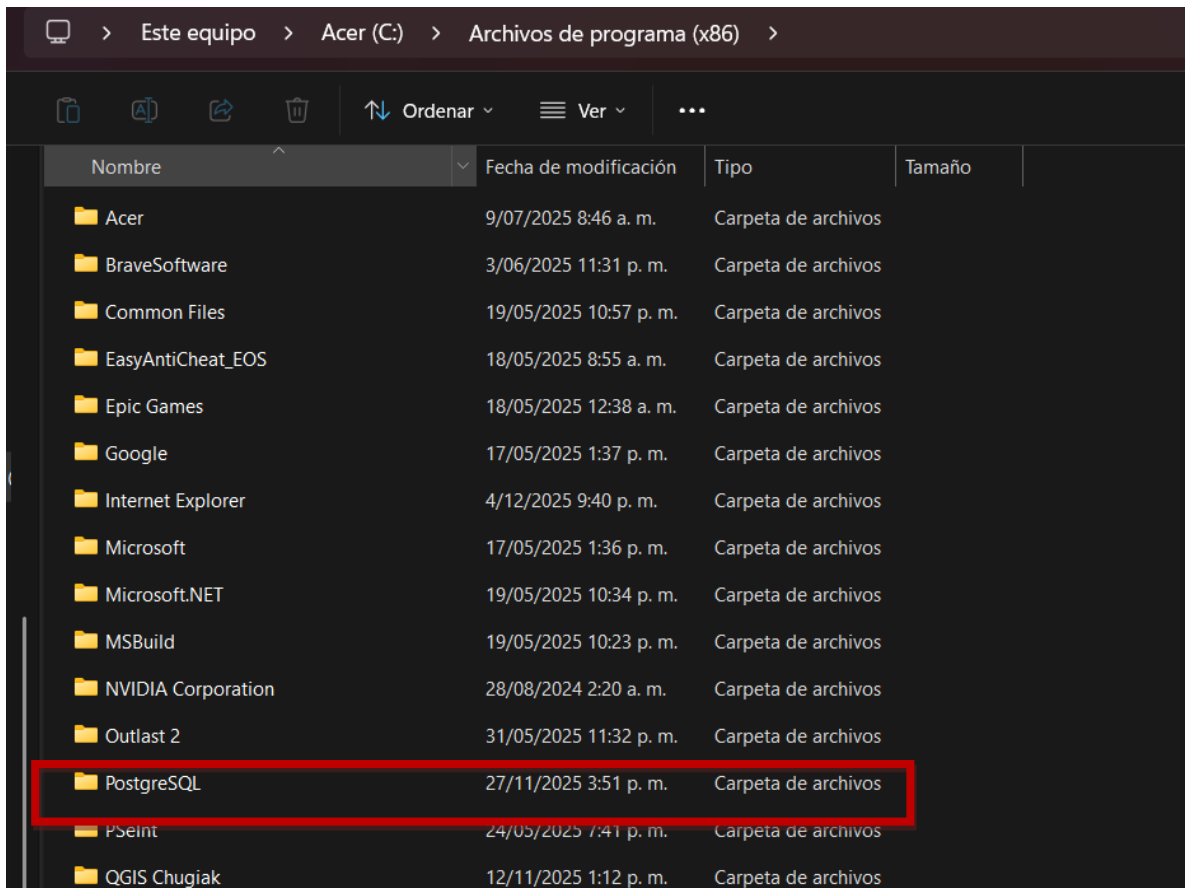 Este equipo > Acer (C:) > Archivos de programa (x86) >
Ordenar Ver ...
Nombre Fecha de modificación Tipo Tamaño
Acer 9/07/2025 8:46 a. m. Carpeta de archivos
BraveSoftware 3/06/2025 11:31 p. m. Carpeta de archivos
Common Files 19/05/2025 10:57 p. m. Carpeta de archivos
EasyAntiCheat_EOS 18/05/2025 8:55 a. m. Carpeta de archivos
Epic Games 18/05/2025 12:38 a. m. Carpeta de archivos
Google 17/05/2025 1:37 p. m. Carpeta de archivos
Internet Explorer 4/12/2025 9:40 p. m. Carpeta de archivos
Microsoft 17/05/2025 1:36 p. m. Carpeta de archivos
Microsoft.NET 19/05/2025 10:34 p. m. Carpeta de archivos
MSBuild 19/05/2025 10:23 p. m. Carpeta de archivos
NVIDIA Corporation 28/08/2024 2:20 a. m. Carpeta de archivos
Outlast 2 31/05/2025 11:32 p. m. Carpeta de archivos
PostgreSQL 27/11/2025 3:51 p. m. Carpeta de archivos
PSeInt 24/05/2025 7:41 p. m. Carpeta de archivos
QGIS Chugiak 12/11/2025 1:12 p. m. Carpeta de archivos